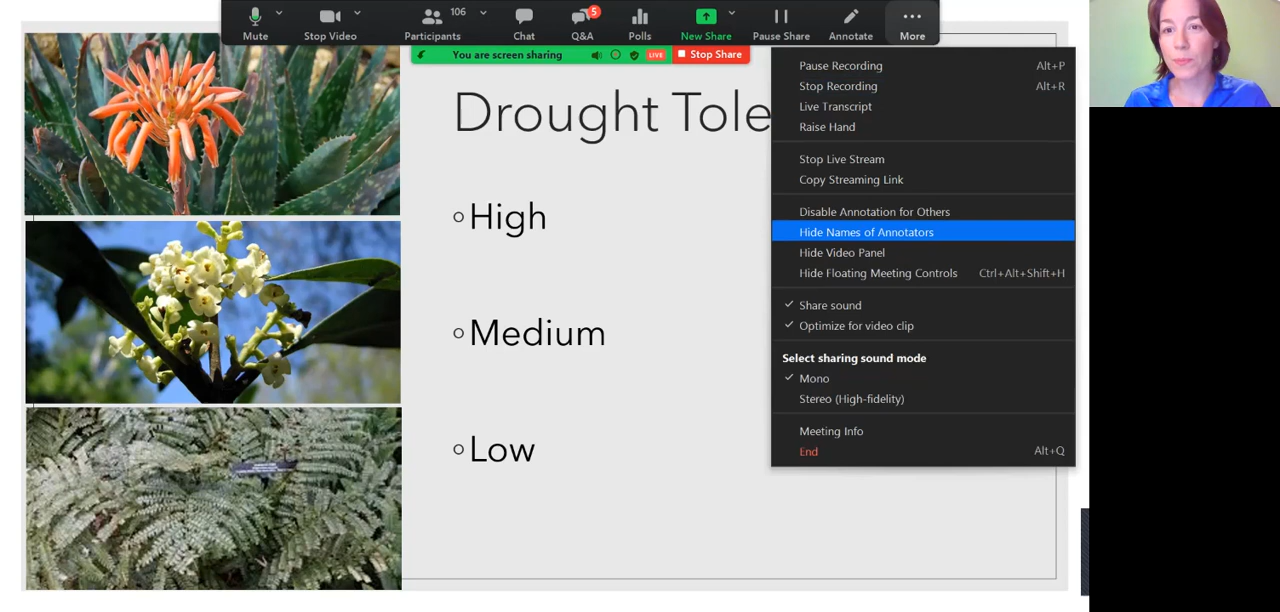 106
5
Mute
Stop Video
Participants
Chat
Q&A
Polls
New Share
Pause Share
Annotate
More
You are screen sharing
LIVE
Stop Share
Drought Tole
High
Medium
Low
Pause Recording Alt+P
Stop Recording Alt+R
Live Transcript
Raise Hand
Stop Live Stream
Copy Streaming Link
Disable Annotation for Others
Hide Names of Annotators
Hide Video Panel
Hide Floating Meeting Controls Ctrl+Alt+Shift+H
Share sound
Optimize for video clip
Select sharing sound mode
Mono
Stereo (High-fidelity)
Meeting Info
End Alt+Q